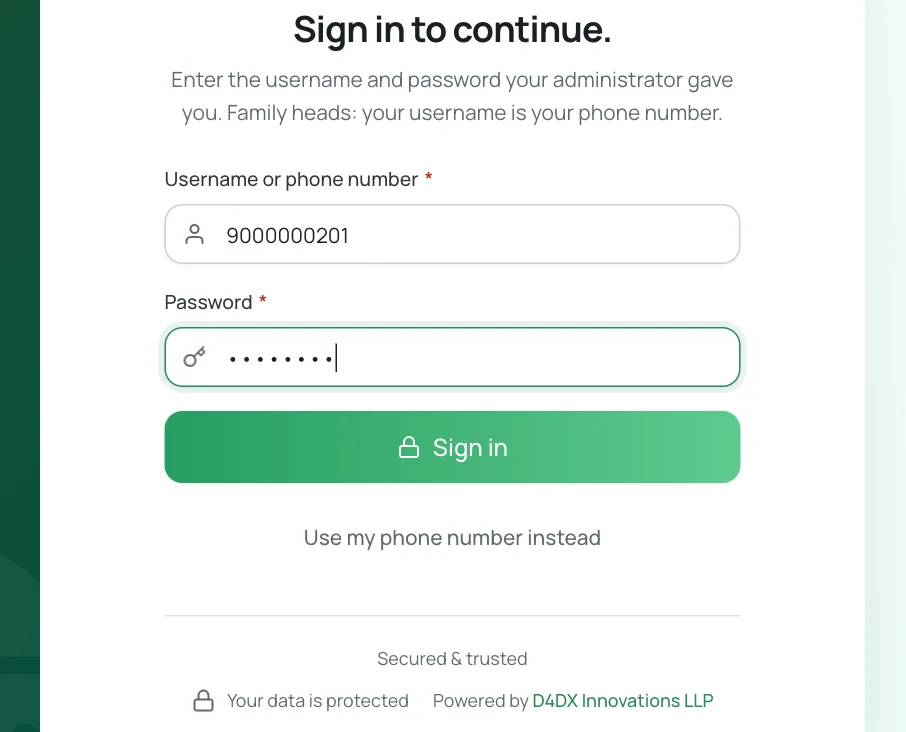 Sign in to continue.
Enter the username and password your administrator gave
you. Family heads: your username is your phone number.
Username or phone number *
9000000201
Password *
••••••••
Sign in
Use my phone number instead
Secured & trusted
Your data is protected Powered by D4DX Innovations LLP